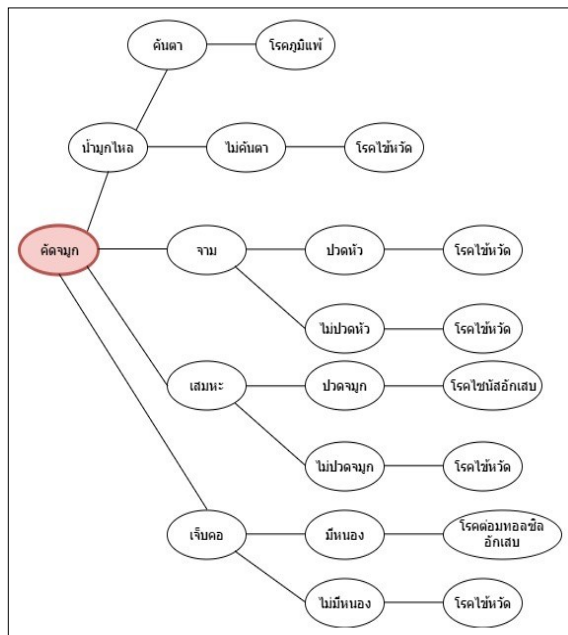 คันตา
โรคภูมิแพ้
น้ำมูกไหล
ไม่คันตา
โรคไข้หวัด
คัดจมูก
จาม
ปวดหัว
โรคไข้หวัด
ไม่ปวดหัว
โรคไข้หวัด
เสมหะ
ปวดจมูก
โรคไซนัสอักเสบ
ไม่ปวดจมูก
โรคไข้หวัด
เจ็บคอ
มีหนอง
โรคต่อมทอลซิล
อักเสบ
ไม่มีหนอง
โรคไข้หวัด